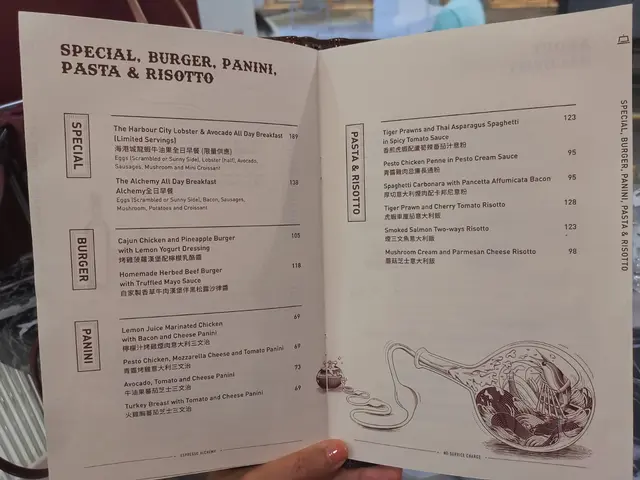 SPECIAL, BURGER, PANINI,
PASTA & RISOTTO
SPECIAL
The Harbour City Lobster & Avocado All Day Breakfast 189
(Limited Servings)
海港城龍蝦牛油果全日早餐 (限量供應)
Eggs (Scrambled or Sunny Side), Lobster (half), Avocado,
Sausages, Mushroom and Mini Croissant
The Alchemy All Day Breakfast 138
Alchemy全日早餐
Eggs (Scrambled or Sunny Side), Bacon, Sausages,
Mushroom, Potatoes and Croissant
BURGER
Cajun Chicken and Pineapple Burger 105
with Lemon Yogurt Dressing
烤雞菠蘿漢堡配檸檬乳酪醬
Homemade Herbed Beef Burger 118
with Truffled Mayo Sauce
自家製香草牛肉漢堡伴黑松露沙律醬
PANINI
Lemon Juice Marinated Chicken 69
with Bacon and Cheese Panini
檸檬汁烤雞煙肉意大利三文治
Pesto Chicken, Mozzarella Cheese and Tomato Panini 69
青醬烤雞意大利三文治
Avocado, Tomato and Cheese Panini 73
牛油果蕃茄芝士三文治
Turkey Breast with Tomato and Cheese Panini 69
火雞胸蕃茄芝士三文治
ESPRESSO ALCHEMY
PASTA & RISOTTO
Tiger Prawns and Thai Asparagus Spaghetti 123
in Spicy Tomato Sauce
香煎虎蝦配露筍辣蕃茄汁意粉
Pesto Chicken Penne in Pesto Cream Sauce 95
青醬雞肉忌廉長通粉
Spaghetti Carbonara with Pancetta Affumicata Bacon 95
厚切意大利煙肉配卡邦尼意粉
Tiger Prawn and Cherry Tomato Risotto 128
虎蝦車厘茄意大利飯
Smoked Salmon Two-ways Risotto 123
煙三文魚意大利飯
Mushroom Cream and Parmesan Cheese Risotto 98
蘑菇芝士意大利飯
NO SERVICE CHARGE
SPECIAL, BURGER, PANINI, PASTA & RISOTTO